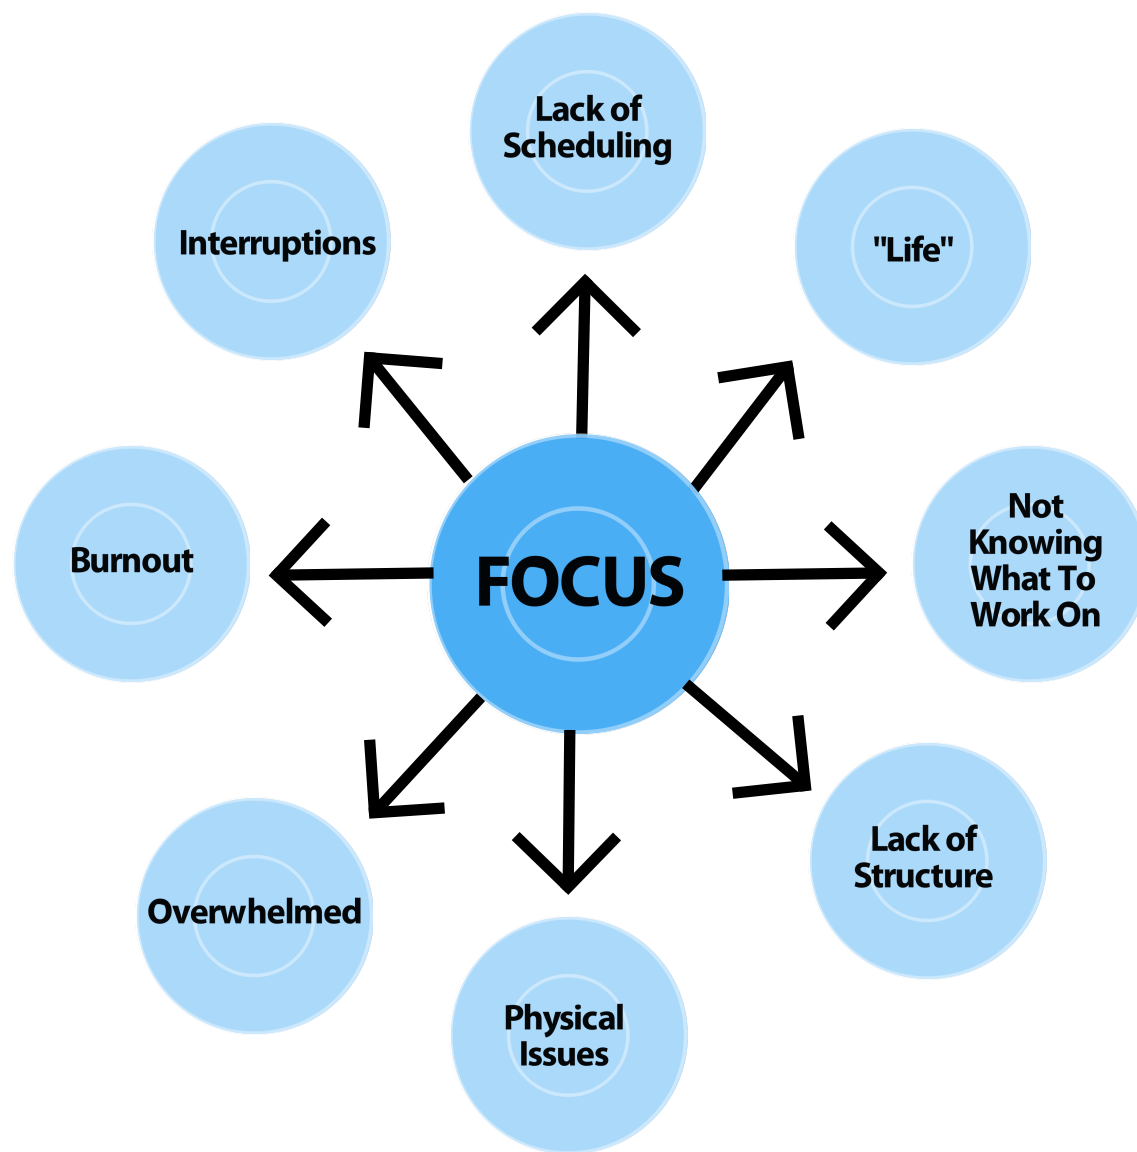 Lack of
Scheduling
Interruptions
"Life"
Not
Knowing
What To
Work On
Burnout
FOCUS
Lack of
Structure
Overwhelmed
Physical
Issues